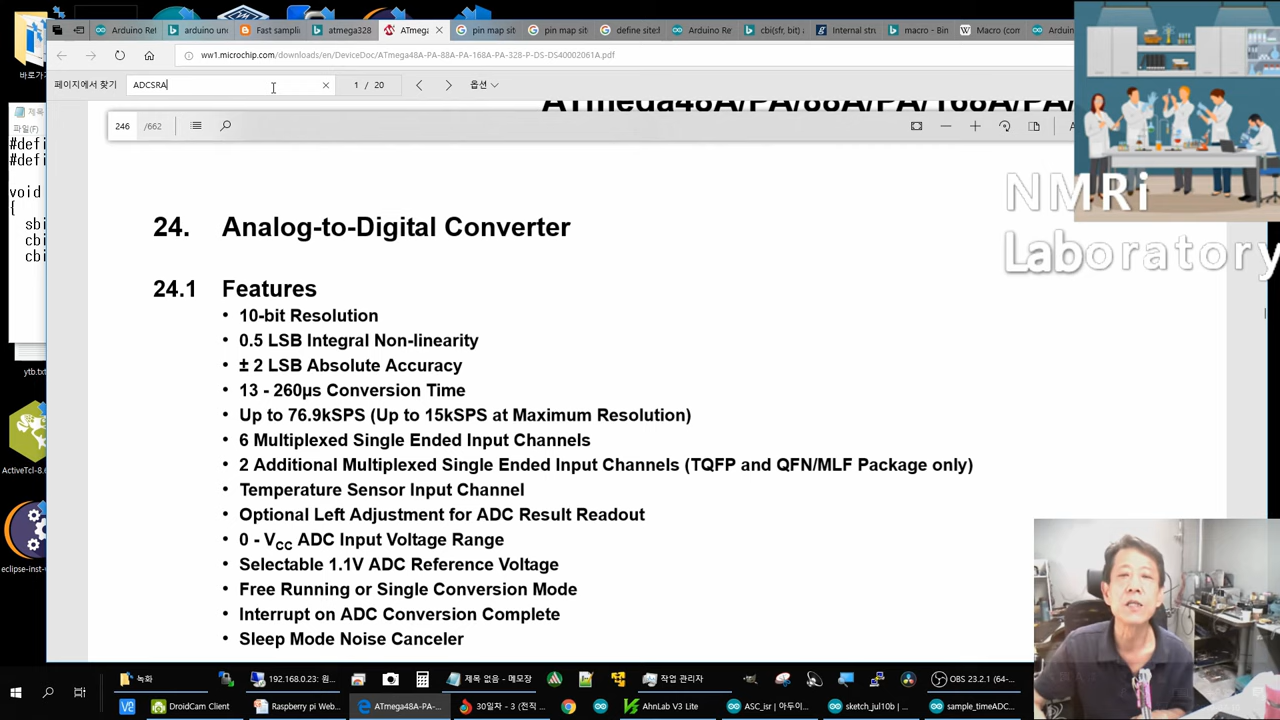 바로가
Arduino Ref
arduino uno
Fast sampli
atmega328
ATmega
pin map sit
pin map sit
define site3
Arduino Re
cbi(sfr, bit)
Internal stru
macro - Bin
Macro (com
ww1.microchip.com/downloads/en/DeviceDoc/ATmega48A-PA-88A-PA-168A-PA-328-P-DS-DS40002061A.pdf
페이지에서 찾기
ADCSRA
1 / 20
옵션
ATmega48A/PA/88A/PA/168A/PA/
246 /662
제목
파일(F)
#defi
#defi
void
{
sbi
cbi
cbi
ytb.txt
ActiveTcl-8.6
eclipse-inst-
NMRi
Laboratory
24. Analog-to-Digital Converter
24.1 Features
• 10-bit Resolution
• 0.5 LSB Integral Non-linearity
• ± 2 LSB Absolute Accuracy
• 13 - 260µs Conversion Time
• Up to 76.9kSPS (Up to 15kSPS at Maximum Resolution)
• 6 Multiplexed Single Ended Input Channels
• 2 Additional Multiplexed Single Ended Input Channels (TQFP and QFN/MLF Package only)
• Temperature Sensor Input Channel
• Optional Left Adjustment for ADC Result Readout
• 0 - VCC ADC Input Voltage Range
• Selectable 1.1V ADC Reference Voltage
• Free Running or Single Conversion Mode
• Interrupt on ADC Conversion Complete
• Sleep Mode Noise Canceler
녹화
192.168.0.23: 원...
제목 없음 - 메모장
작업 관리자
OBS 23.2.1 (64-...
DroidCam Client
Raspberry pi Web...
ATmega48A-PA-...
30일차 - 3 (전직 ...
AhnLab V3 Lite
ASC_isr | 아두이...
sketch_jul10b | ...
sample_timeADC...